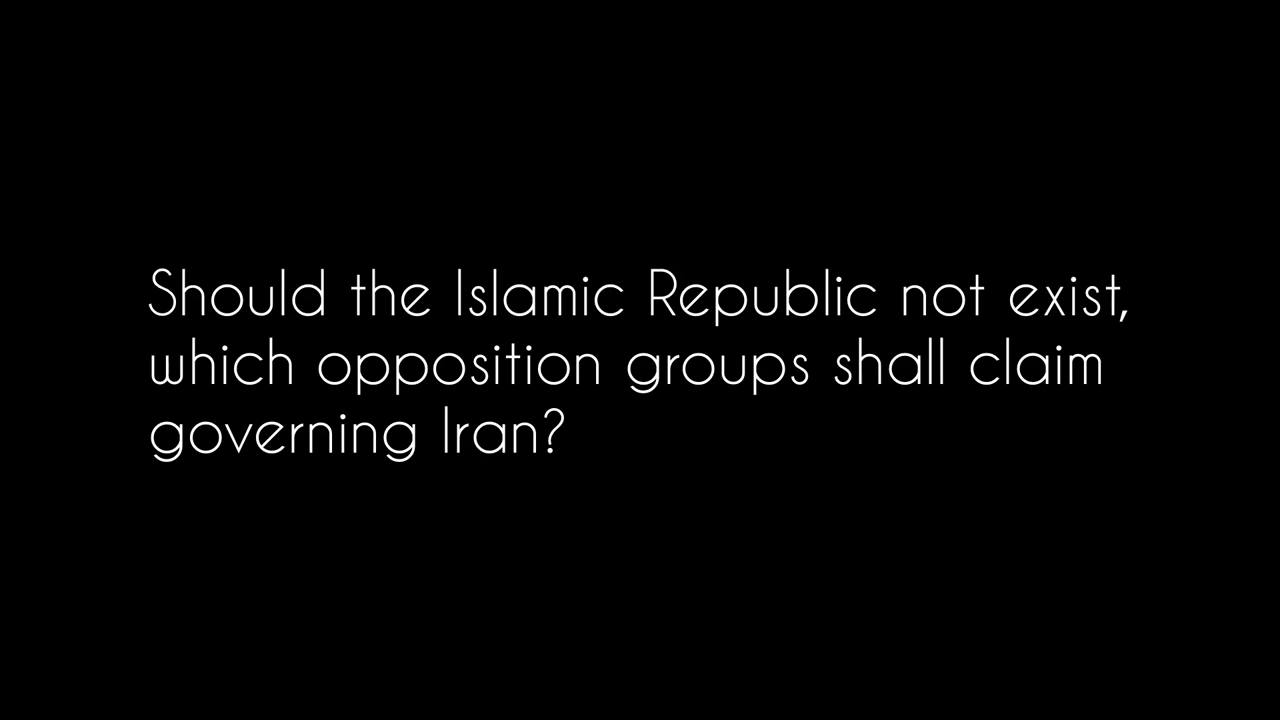 Should the Islamic Republic not exist,
which opposition groups shall claim
governing Iran?